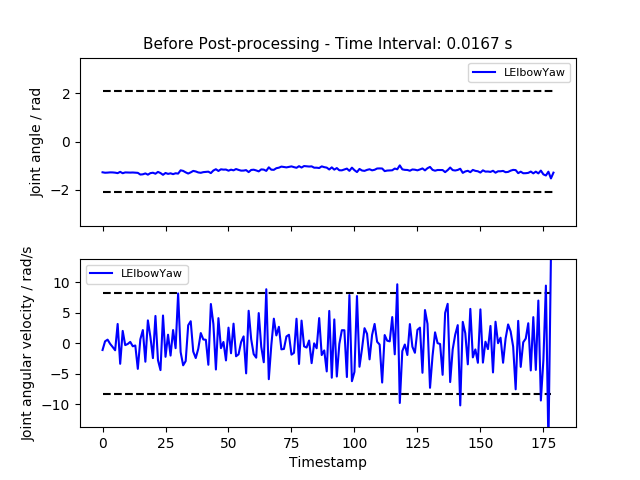 Before Post-processing - Time Interval: 0.0167 s
Joint angle / rad
2
0
−2
LElbowYaw
Joint angular velocity / rad/s
10
5
0
−5
−10
LElbowYaw
0 25 50 75 100 125 150 175
Timestamp